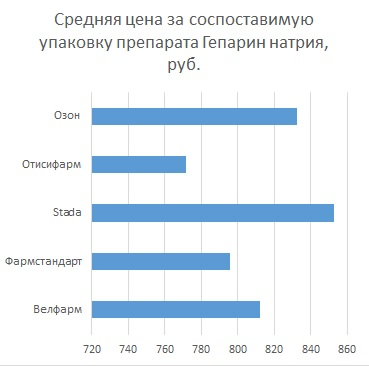 Средняя цена за соспоставимую
упаковку препарата Гепарин натрия,
руб.
Озон
Отисифарм
Stada
Фармстандарт
Велфарм
720 740 760 780 800 820 840 860